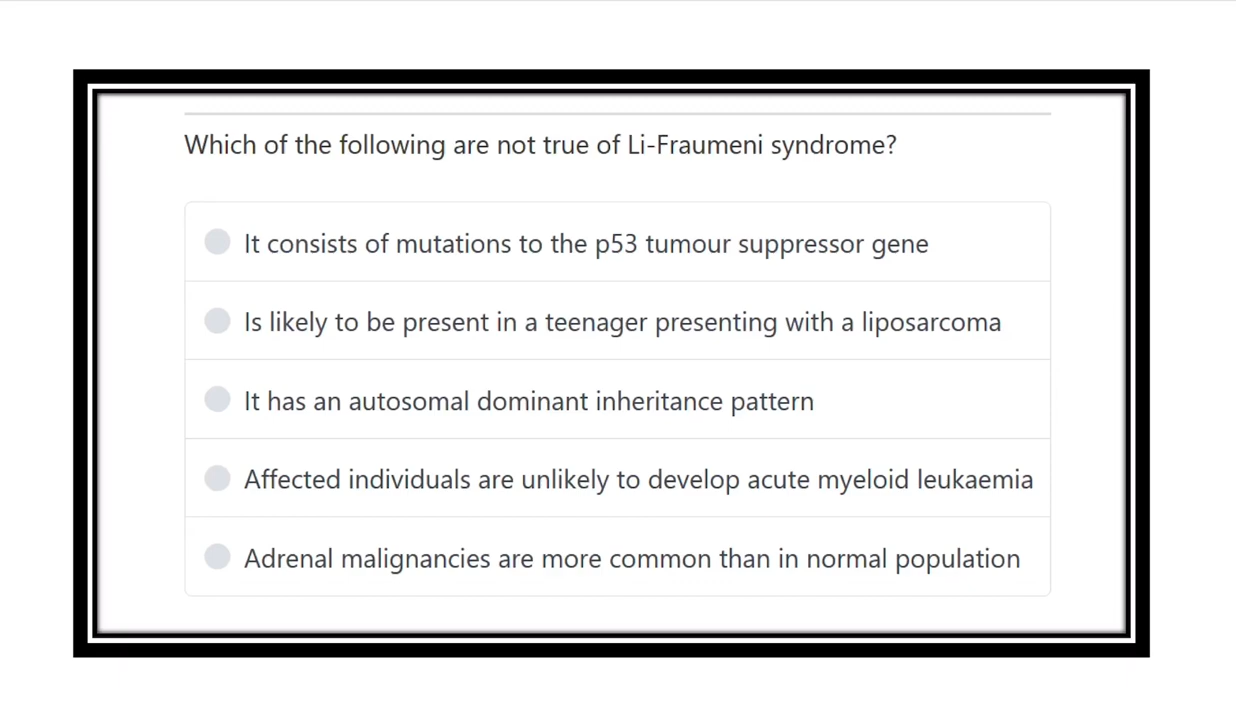 Which of the following are not true of Li-Fraumeni syndrome?
It consists of mutations to the p53 tumour suppressor gene
Is likely to be present in a teenager presenting with a liposarcoma
It has an autosomal dominant inheritance pattern
Affected individuals are unlikely to develop acute myeloid leukaemia
Adrenal malignancies are more common than in normal population